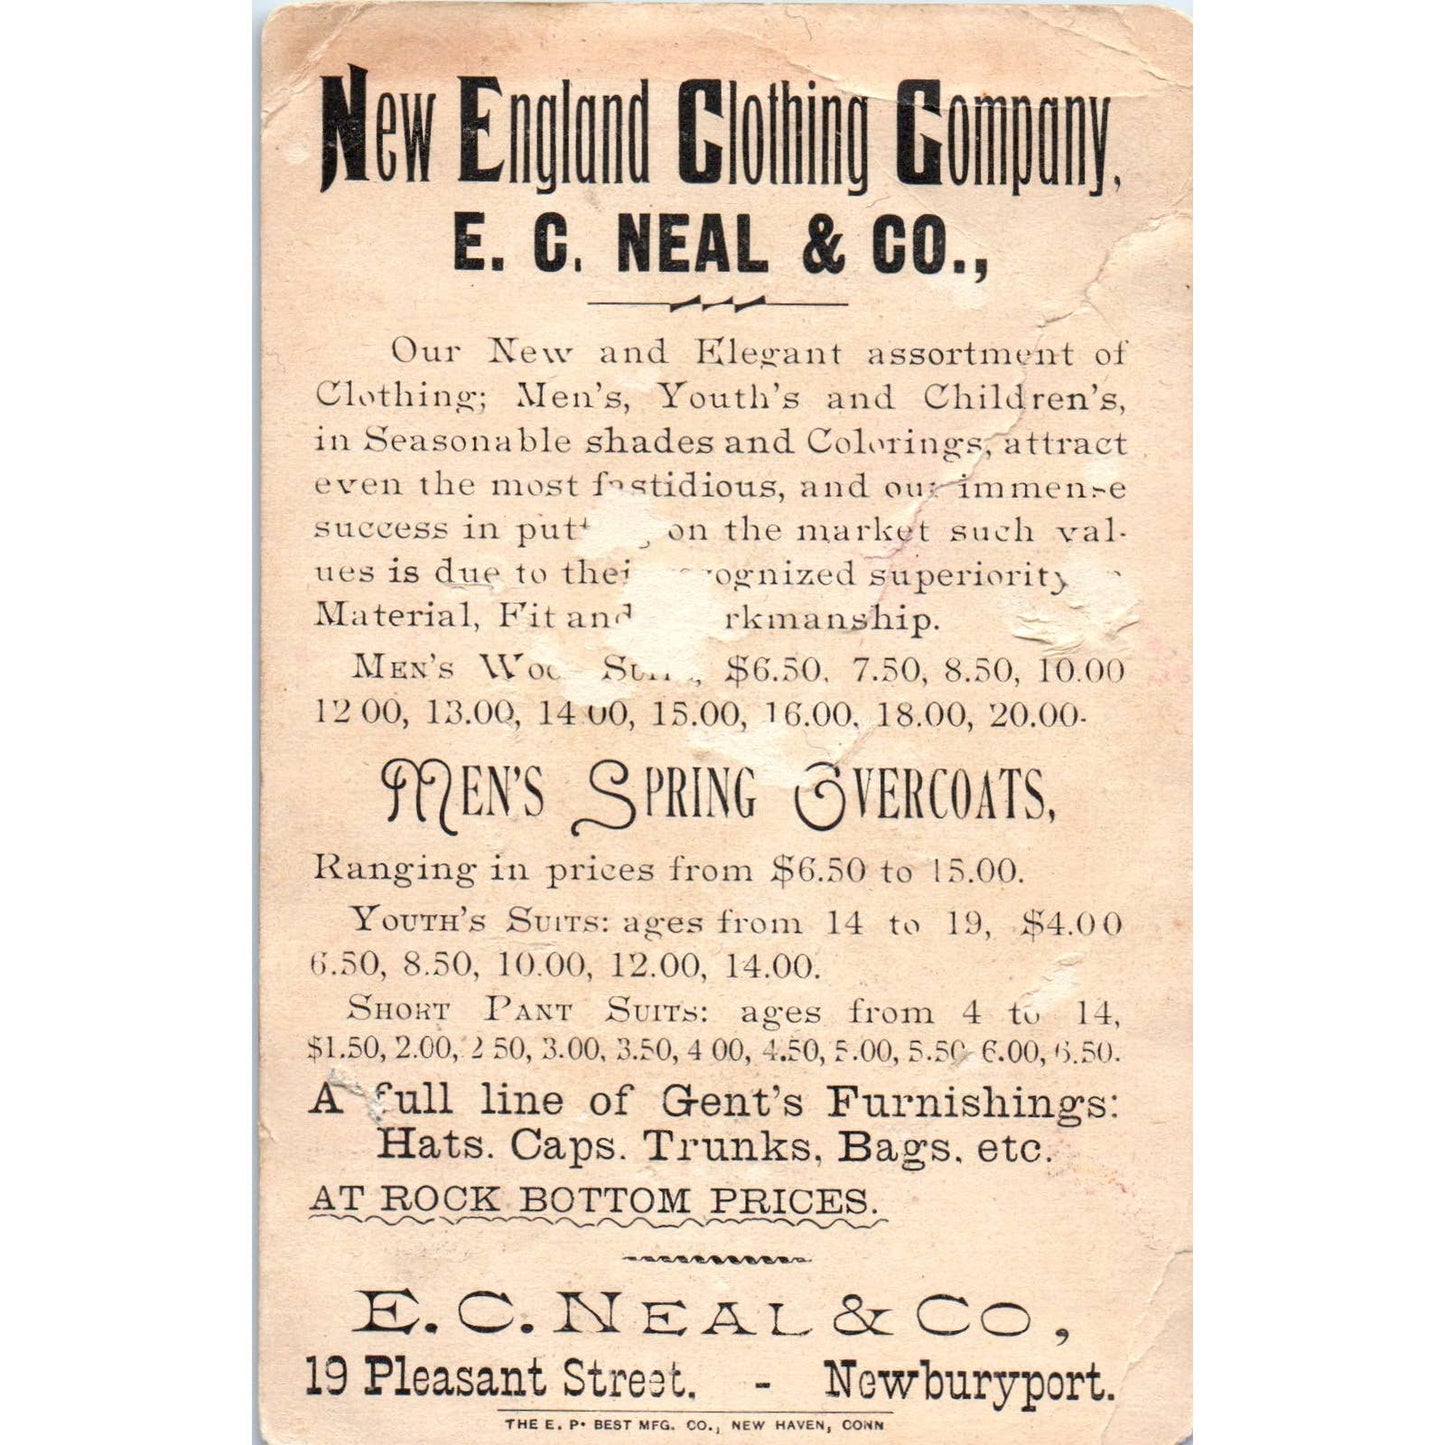 New England Clothing Company,
E. C. NEAL & CO.,
Our New and Elegant assortment of
Clothing; Men's, Youth's and Children's,
in Seasonable shades and Colorings, attract
even the most fastidious, and our immense
success in on the market such val-
ues is due to their superiority
Material, Fit and
MEN'S $6.50, 7.50, 8.50, 10.00
12 00, 13.00, 14 00, 15.00, 16.00, 18.00, 20.00-
MEN'S SPRING OVERCOATS,
Ranging in prices from $6.50 to 15.00.
YOUTH'S SUITS: ages from 14 to 19, $4.00
6.50, 8.50, 10.00, 12.00, 14.00.
SHORT PANT SUITS: ages from 4 to 14,
$1.50, 2.00, 2 50, 3.00, 3.50, 4 00, 4.50, 5.00, 5.50 6.00, 6.50.
A full line of Gent's Furnishings:
Hats. Caps. Trunks, Bags, etc.
AT ROCK BOTTOM PRICES.
E. C. NEAL & CO,
19 Pleasant Street. - Newburyport.
THE E. P. BEST MFG. CO., NEW HAVEN, CONN